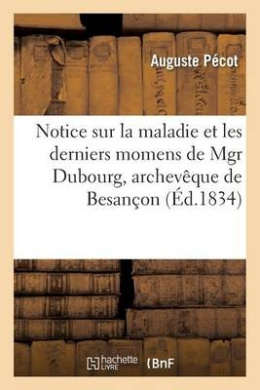 Auguste Pécot
Notice sur la maladie et les derniers momens de Mgr
Dubourg, archevêque de Besançon (Éd.1834)
hachette
LIVRE
{BnF